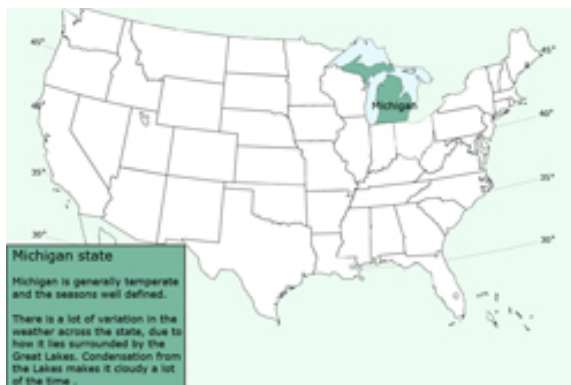 45°
45°
Michigan
40°
40°
35°
35°
30°
30°
Michigan state
Michigan is generally temperate
and the seasons well defined.
There is a lot of variation in the
weather across the state, due to
how it lies surrounded by the
Great Lakes. Condensation from
the Lakes makes it cloudy a lot
of the time .